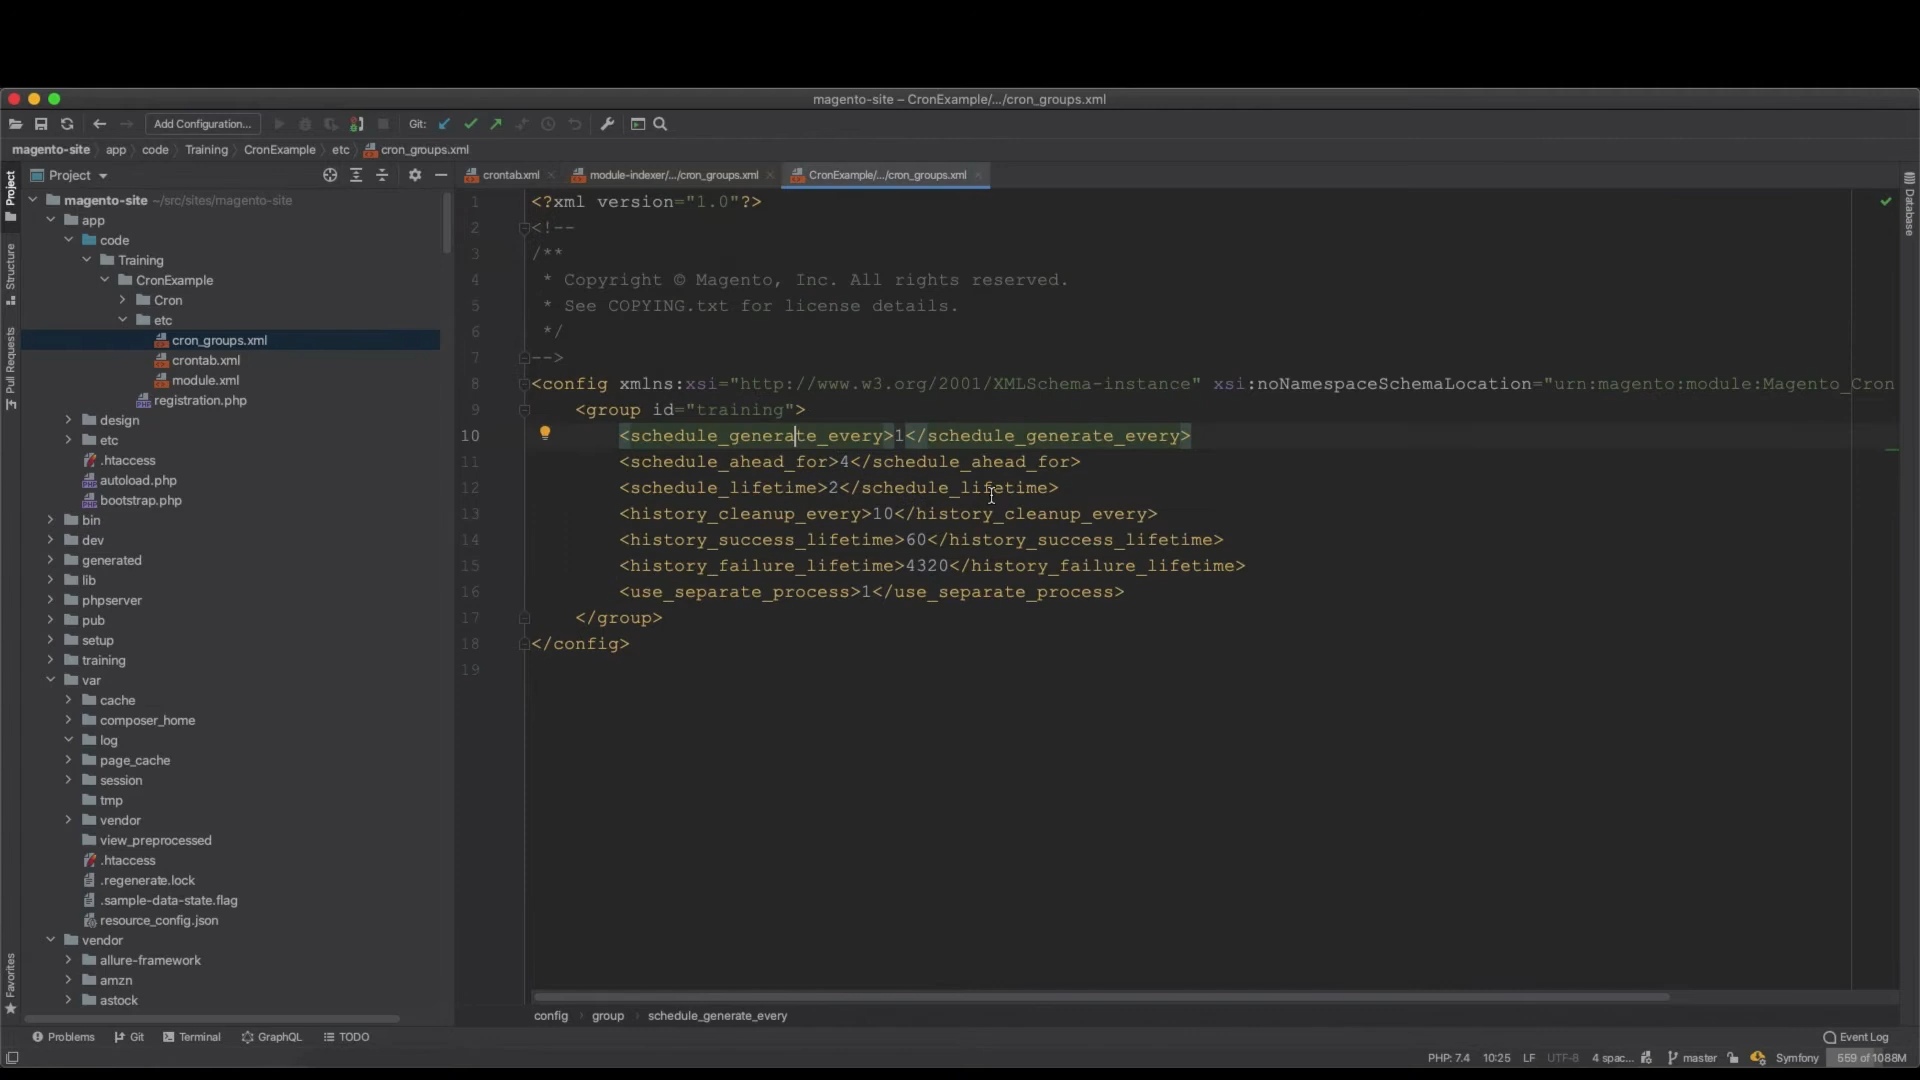 magento-site – CronExample/.../cron_groups.xml
Add Configuration...
Git:
magento-site app code Training CronExample etc cron_groups.xml
Project
crontab.xml
module-indexer/.../cron_groups.xml
CronExample/.../cron_groups.xml
Project
Structure
Pull Requests
Favorites
Database
magento-site ~/src/sites/magento-site
app
code
Training
CronExample
Cron
etc
cron_groups.xml
crontab.xml
module.xml
registration.php
design
etc
.htaccess
autoload.php
bootstrap.php
bin
dev
generated
lib
phpserver
pub
setup
training
var
cache
composer_home
log
page_cache
session
tmp
vendor
view_preprocessed
.htaccess
.regenerate.lock
.sample-data-state.flag
resource_config.json
vendor
allure-framework
amzn
astock
1 <?xml version="1.0"?>
2 <!--
3 /**
4 * Copyright © Magento, Inc. All rights reserved.
5 * See COPYING.txt for license details.
6 */
7 -->
8 <config xmlns:xsi="http://www.w3.org/2001/XMLSchema-instance" xsi:noNamespaceSchemaLocation="urn:magento:module:Magento_Cron
9 <group id="training">
10 <schedule_generate_every>1</schedule_generate_every>
11 <schedule_ahead_for>4</schedule_ahead_for>
12 <schedule_lifetime>2</schedule_lifetime>
13 <history_cleanup_every>10</history_cleanup_every>
14 <history_success_lifetime>60</history_success_lifetime>
15 <history_failure_lifetime>4320</history_failure_lifetime>
16 <use_separate_process>1</use_separate_process>
17 </group>
18 </config>
19
config group schedule_generate_every
Problems
Git
Terminal
GraphQL
TODO
Event Log
PHP: 7.4 10:25 LF UTF-8 4 spac... master Symfony 559 of 1088M